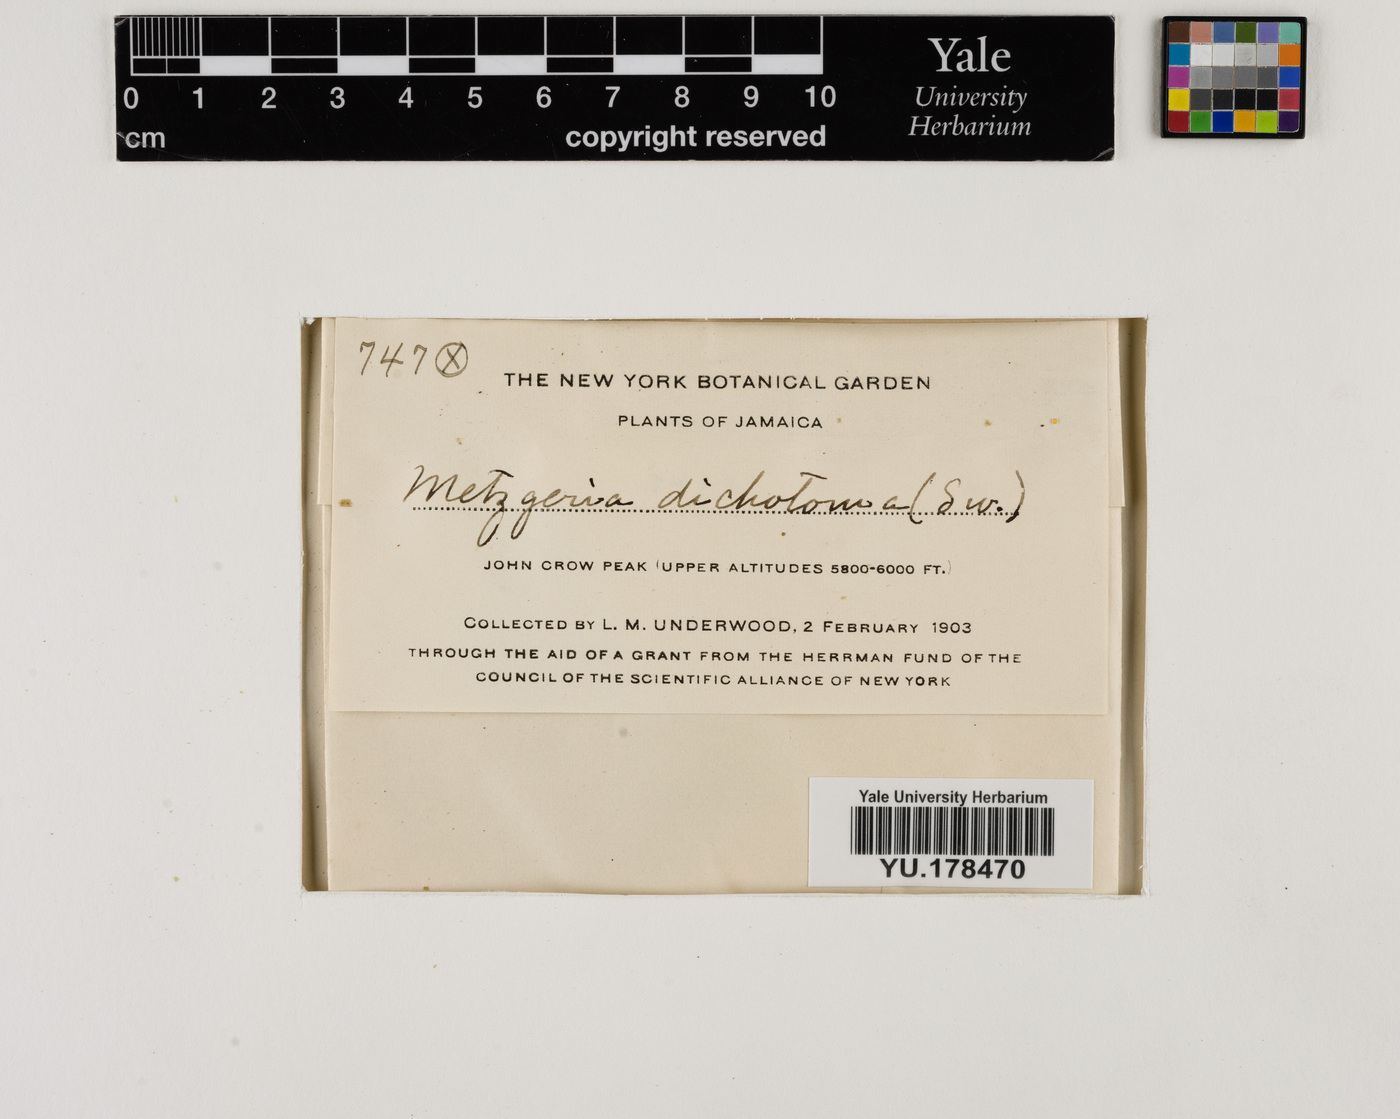 0 1 2 3 4 5 6 7 8 9 10
cm
copyright reserved
Yale
University
Herbarium
747 Ⓧ
THE NEW YORK BOTANICAL GARDEN
PLANTS OF JAMAICA
Metzgeria dichotoma (Sw.)
JOHN CROW PEAK (UPPER ALTITUDES 5800-6000 FT.)
COLLECTED BY L. M. UNDERWOOD, 2 FEBRUARY 1903
THROUGH THE AID OF A GRANT FROM THE HERRMAN FUND OF THE
COUNCIL OF THE SCIENTIFIC ALLIANCE OF NEW YORK
Yale University Herbarium
YU.178470